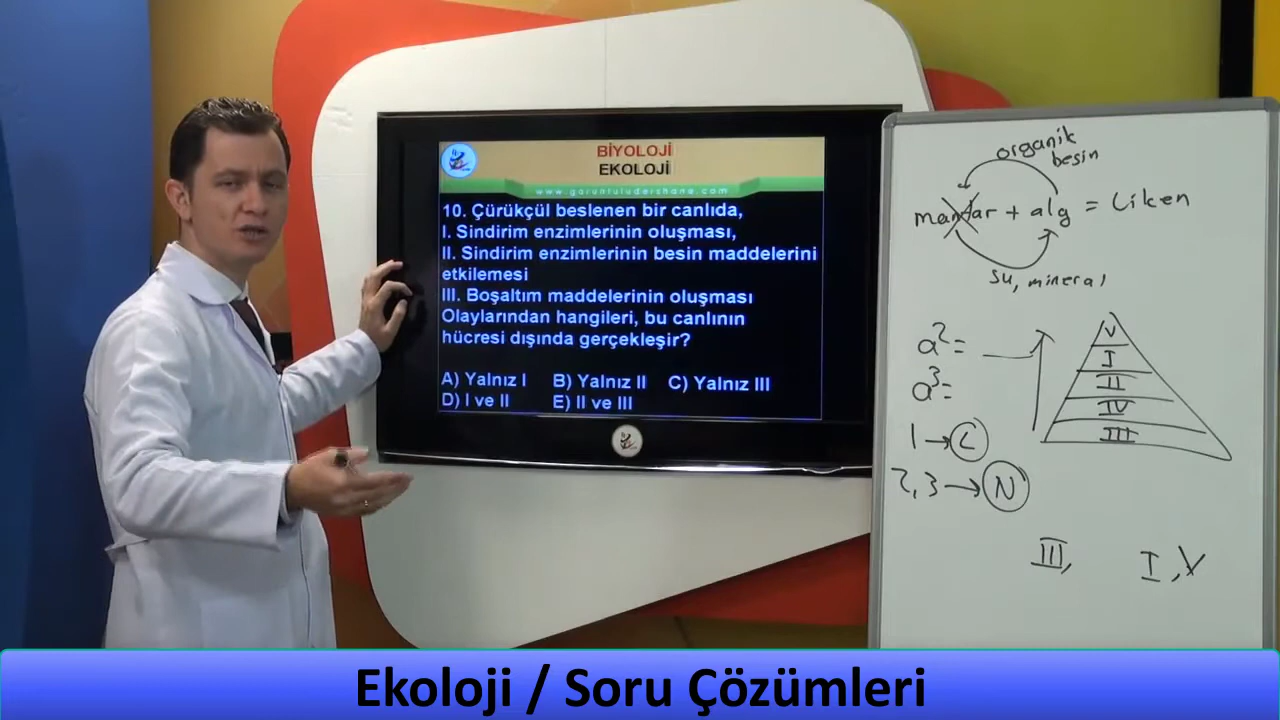 BİYOLOJİ
EKOLOJİ
www.goruntuludershane.com
10. Çürükçül beslenen bir canlıda,
I. Sindirim enzimlerinin oluşması,
II. Sindirim enzimlerinin besin maddelerini
etkilemesi
III. Boşaltım maddelerinin oluşması
Olaylarından hangileri, bu canlının
hücresi dışında gerçekleşir?
A) Yalnız I B) Yalnız II C) Yalnız III
D) I ve II E) II ve III
organik
besin
mantar + alg = Liken
su, mineral
a²=
a³=
1→C
2,3→N
V
I
II
IV
III
III, I, V
Ekoloji / Soru Çözümleri